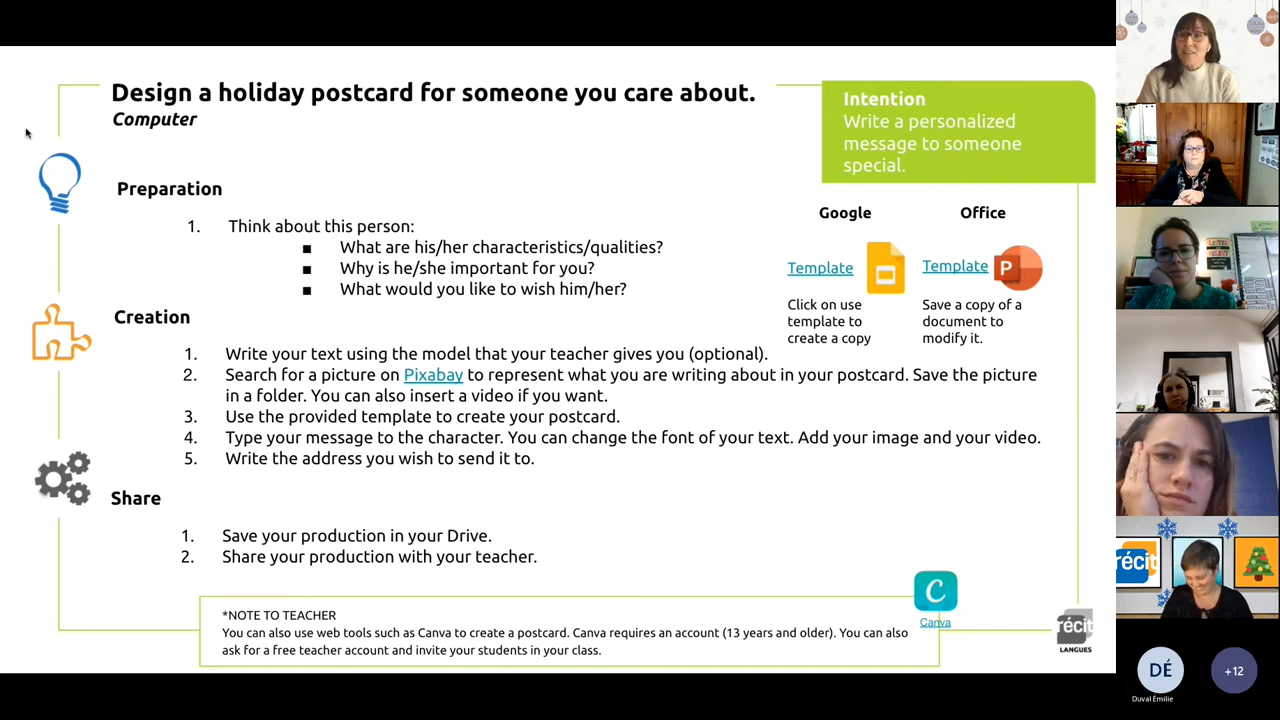 Design a holiday postcard for someone you care about.
Computer
Intention
Write a personalized
message to someone
special.
Preparation
1. Think about this person:
■ What are his/her characteristics/qualities?
■ Why is he/she important for you?
■ What would you like to wish him/her?
Google
Template
Click on use
template to
create a copy
Office
Template
P
Save a copy of a
document to
modify it.
Creation
1. Write your text using the model that your teacher gives you (optional).
2. Search for a picture on Pixabay to represent what you are writing about in your postcard. Save the picture
in a folder. You can also insert a video if you want.
3. Use the provided template to create your postcard.
4. Type your message to the character. You can change the font of your text. Add your image and your video.
5. Write the address you wish to send it to.
Share
1. Save your production in your Drive.
2. Share your production with your teacher.
*NOTE TO TEACHER
You can also use web tools such as Canva to create a postcard. Canva requires an account (13 years and older). You can also
ask for a free teacher account and invite your students in your class.
C
Canva
récit
LANGUES
récit
DÉ
Duval Émilie
+12